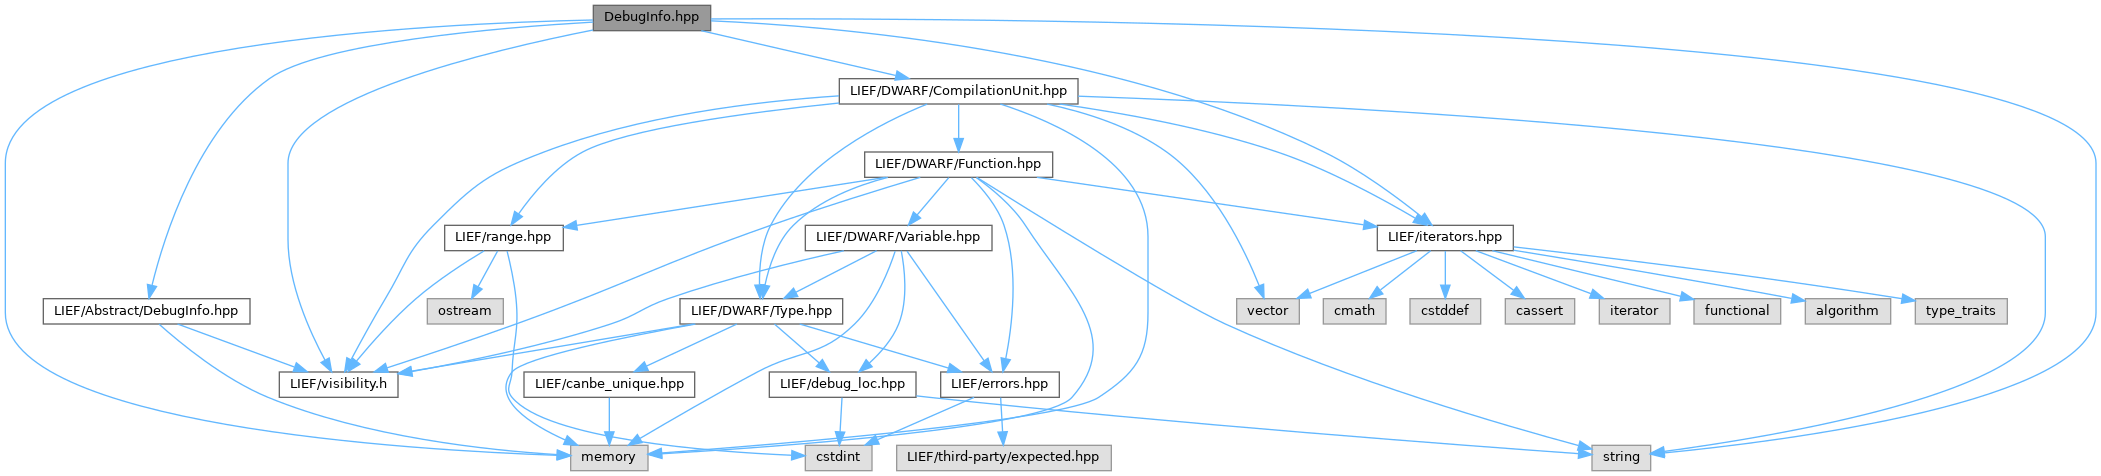 DebugInfo.hpp
LIEF/DWARF/CompilationUnit.hpp
LIEF/DWARF/Function.hpp
LIEF/range.hpp
LIEF/DWARF/Variable.hpp
LIEF/iterators.hpp
LIEF/Abstract/DebugInfo.hpp
ostream
LIEF/DWARF/Type.hpp
vector
cmath
cstddef
cassert
iterator
functional
algorithm
type_traits
LIEF/visibility.h
LIEF/canbe_unique.hpp
LIEF/debug_loc.hpp
LIEF/errors.hpp
memory
cstdint
LIEF/third-party/expected.hpp
string